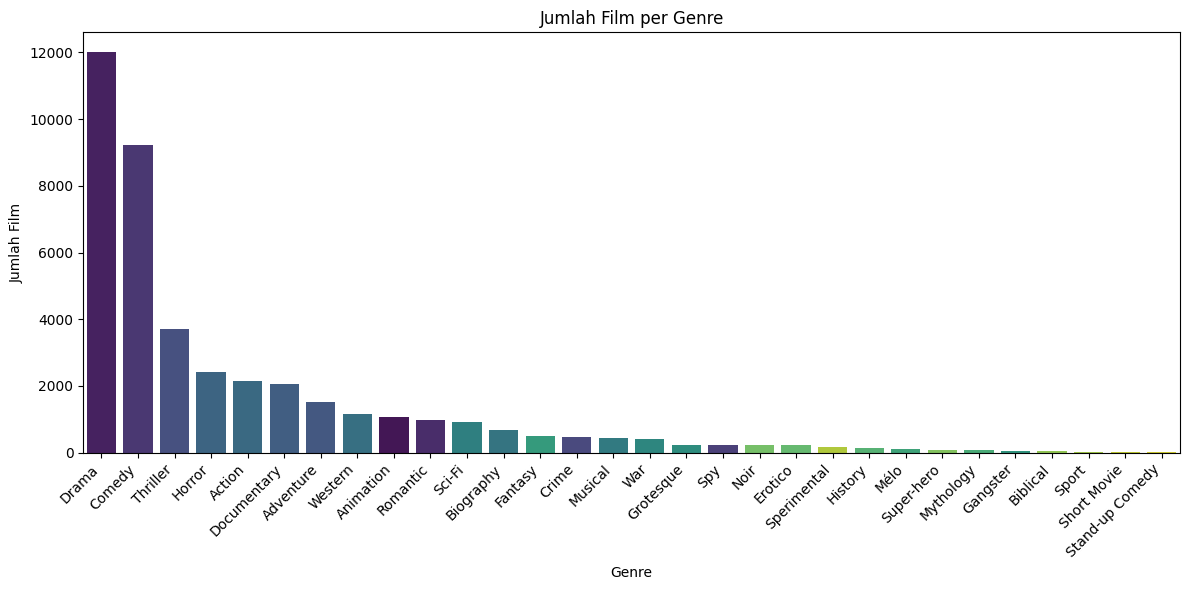 Jumlah Film per Genre
Jumlah Film
12000
10000
8000
6000
4000
2000
0
Drama
Comedy
Thriller
Horror
Action
Documentary
Adventure
Western
Animation
Romantic
Sci-Fi
Biography
Fantasy
Crime
Musical
War
Grotesque
Spy
Noir
Erotico
Sperimental
History
Mélo
Super-hero
Mythology
Gangster
Biblical
Sport
Short Movie
Stand-up Comedy
Genre